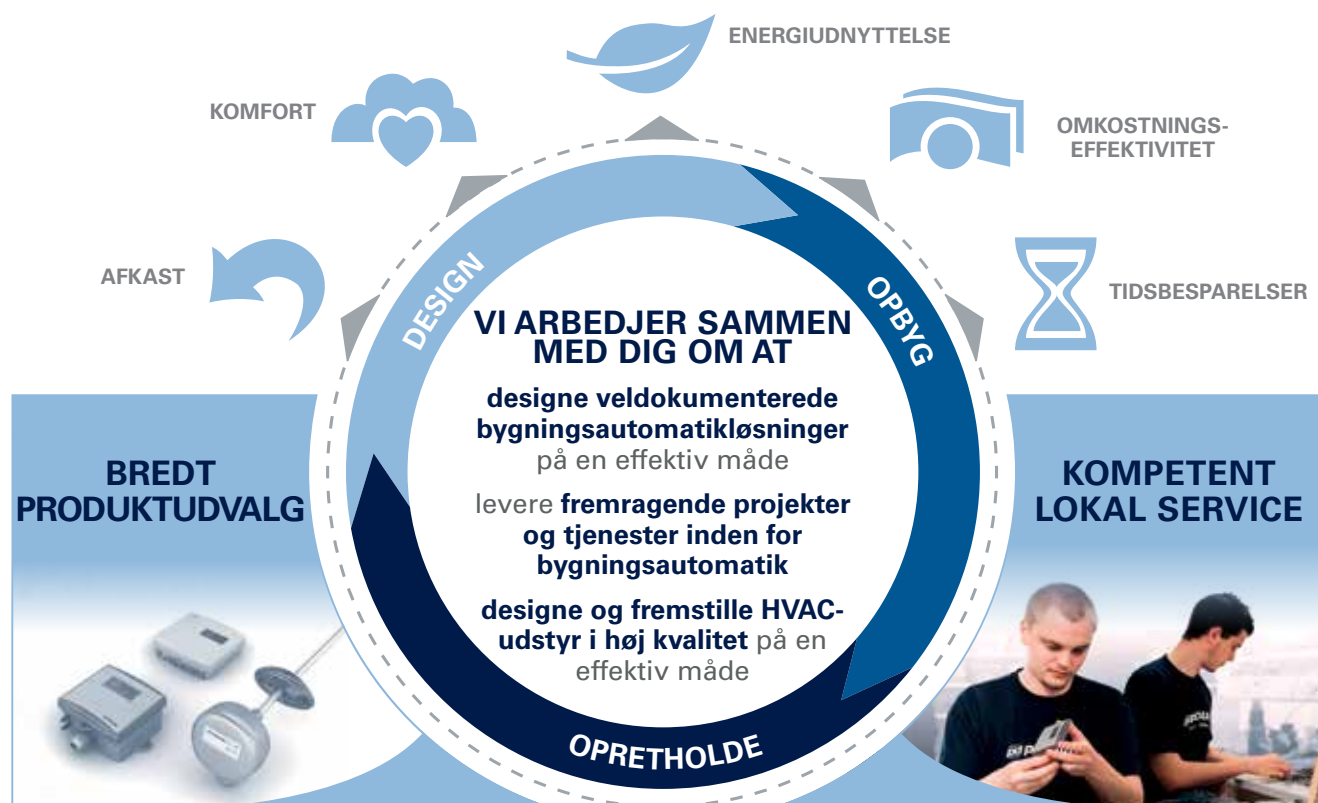 ENERGIUDNYTTELSE
KOMFORT
OMKOSTNINGS-
EFFEKTIVITET
AFKAST
TIDSBESPARELSER
DESIGN
OPBYG
VI ARBEDJER SAMMEN
MED DIG OM AT
designe veldokumenterede
bygningsautomatikløsninger
på en effektiv måde
levere fremragende projekter
og tjenester inden for
bygningsautomatik
designe og fremstille HVAC-
udstyr i høj kvalitet på en
effektiv måde
BREDT
PRODUKTUDVALG
KOMPETENT
LOKAL SERVICE
OPRETHOLDE